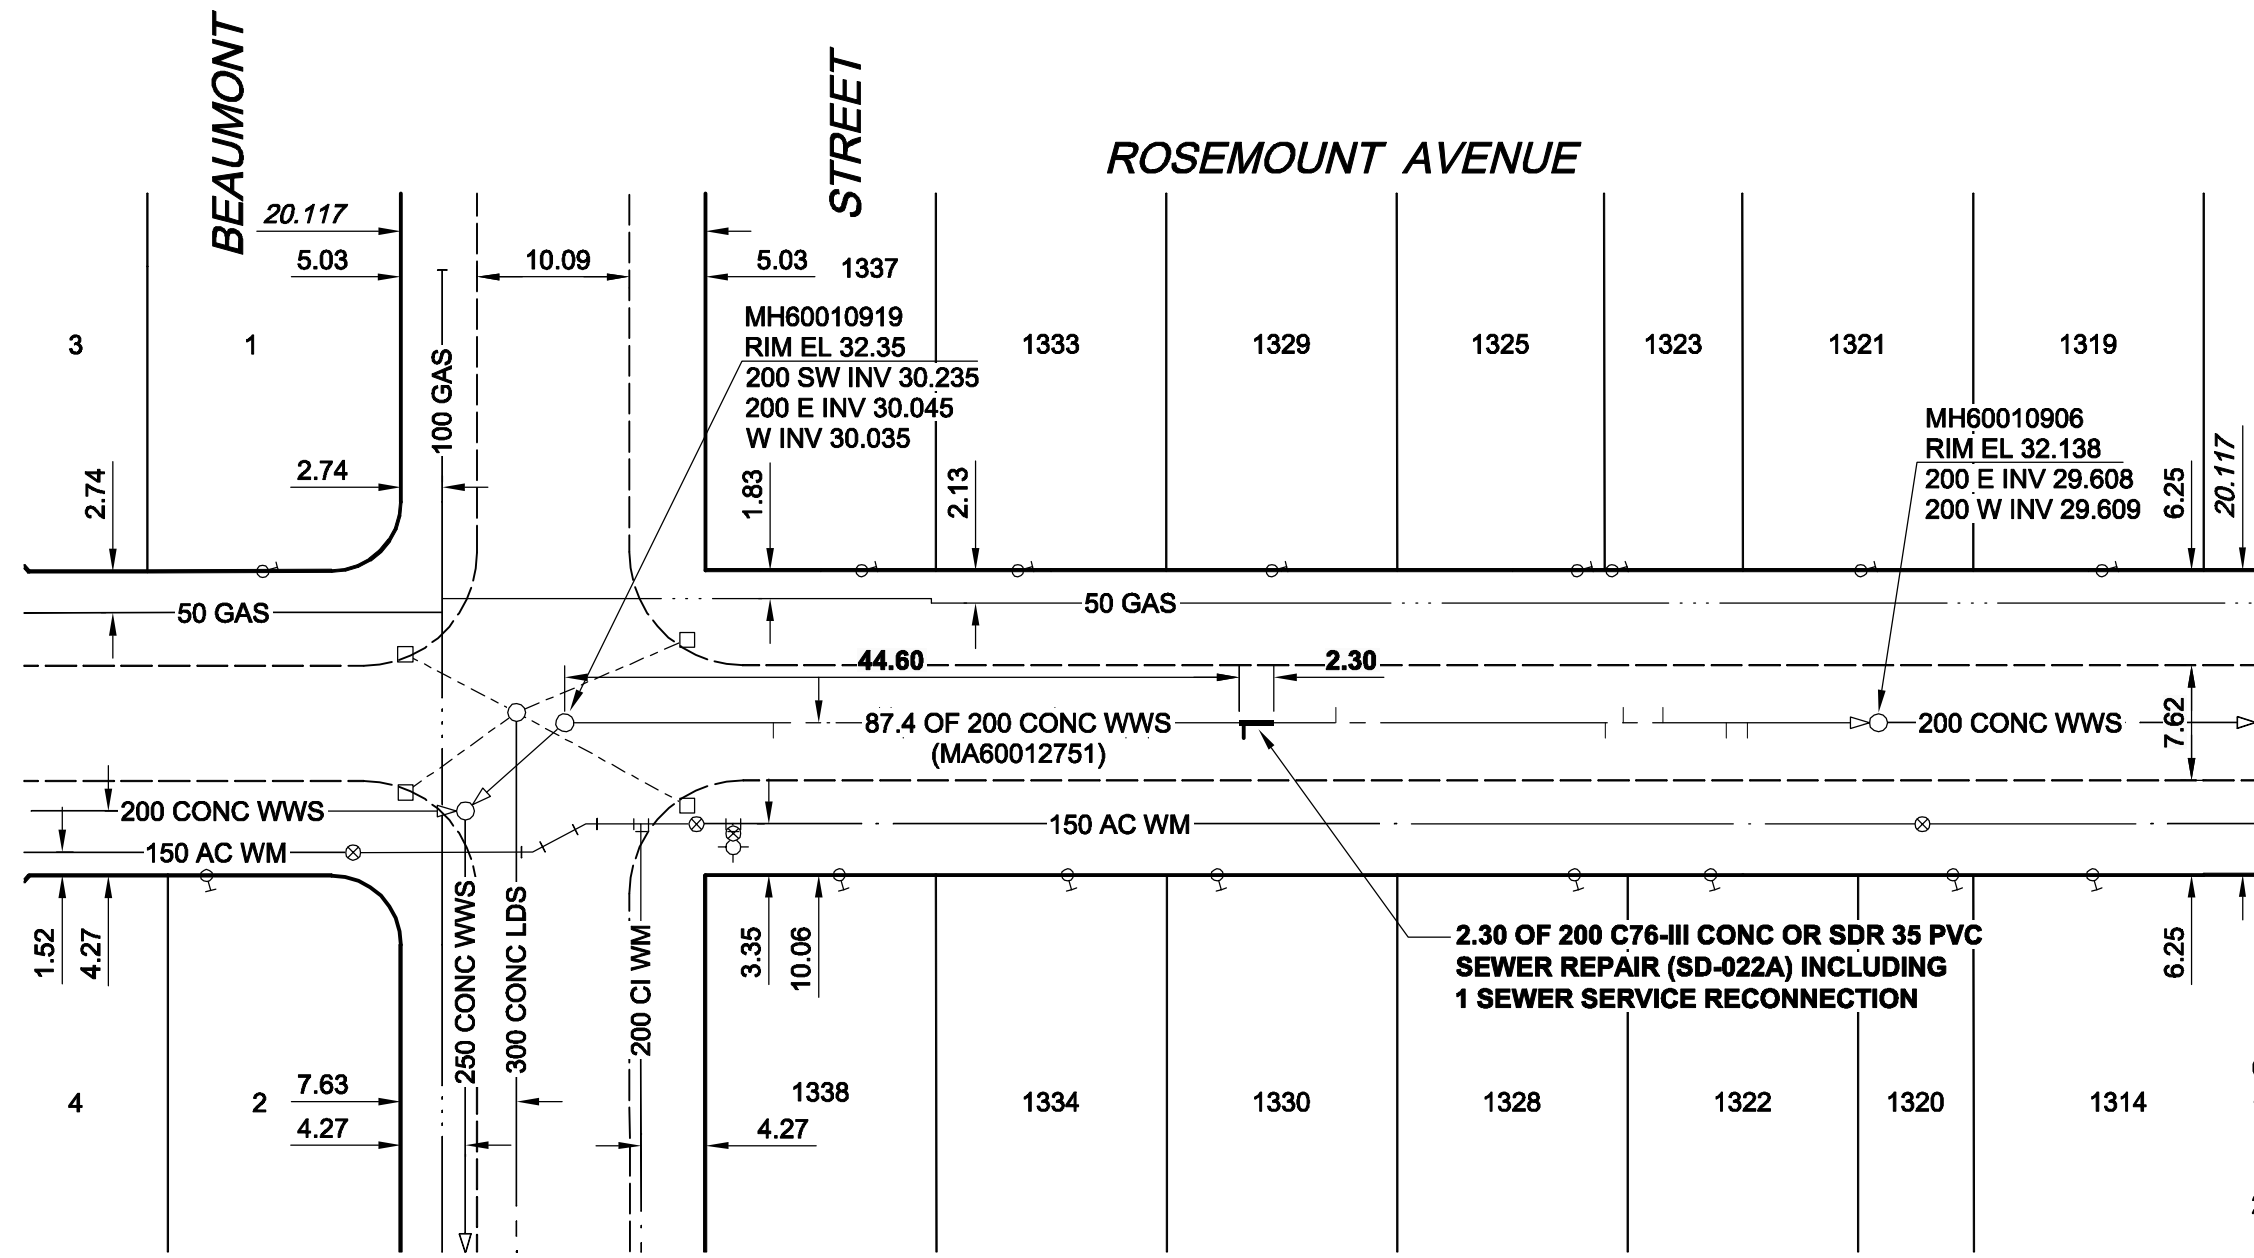 BEAUMONT
STREET
ROSEMOUNT AVENUE
20.117
5.03
10.09
5.03
1337
3
1
100 GAS
MH60010919
RIM EL 32.35
200 SW INV 30.235
200 E INV 30.045
W INV 30.035
1333
1329
1325
1323
1321
1319
MH60010906
RIM EL 32.138
200 E INV 29.608
200 W INV 29.609
2.74
2.74
1.83
2.13
6.25
20.117
50 GAS
50 GAS
44.60
2.30
87.4 OF 200 CONC WWS
(MA60012751)
200 CONC WWS
7.62
200 CONC WWS
150 AC WM
150 AC WM
1.52
4.27
250 CONC WWS
300 CONC LDS
200 CI WM
3.35
10.06
2.30 OF 200 C76-III CONC OR SDR 35 PVC
SEWER REPAIR (SD-022A) INCLUDING
1 SEWER SERVICE RECONNECTION
6.25
4
2
7.63
4.27
4.27
1338
1334
1330
1328
1322
1320
1314